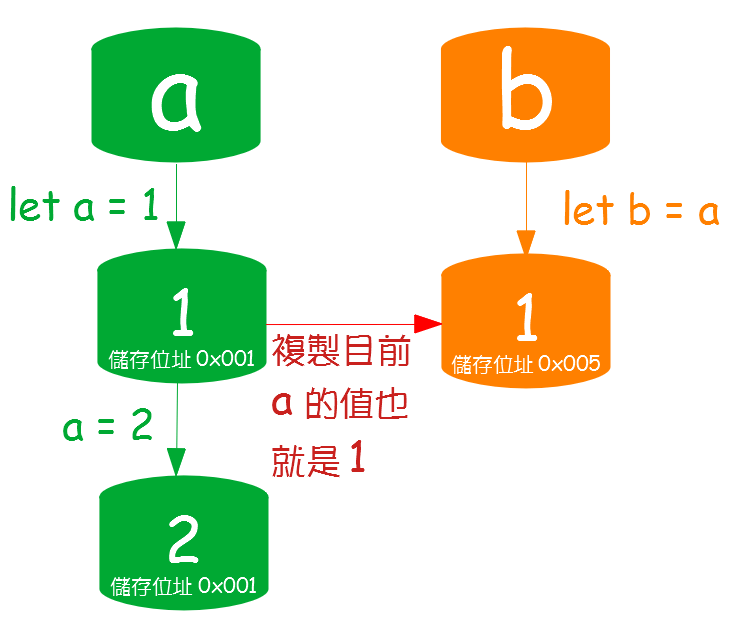 a
b
let a = 1
let b = a
1
儲存位址 0x001
1
儲存位址 0x005
複製目前
a 的值也
就是 1
a = 2
2
儲存位址 0x001